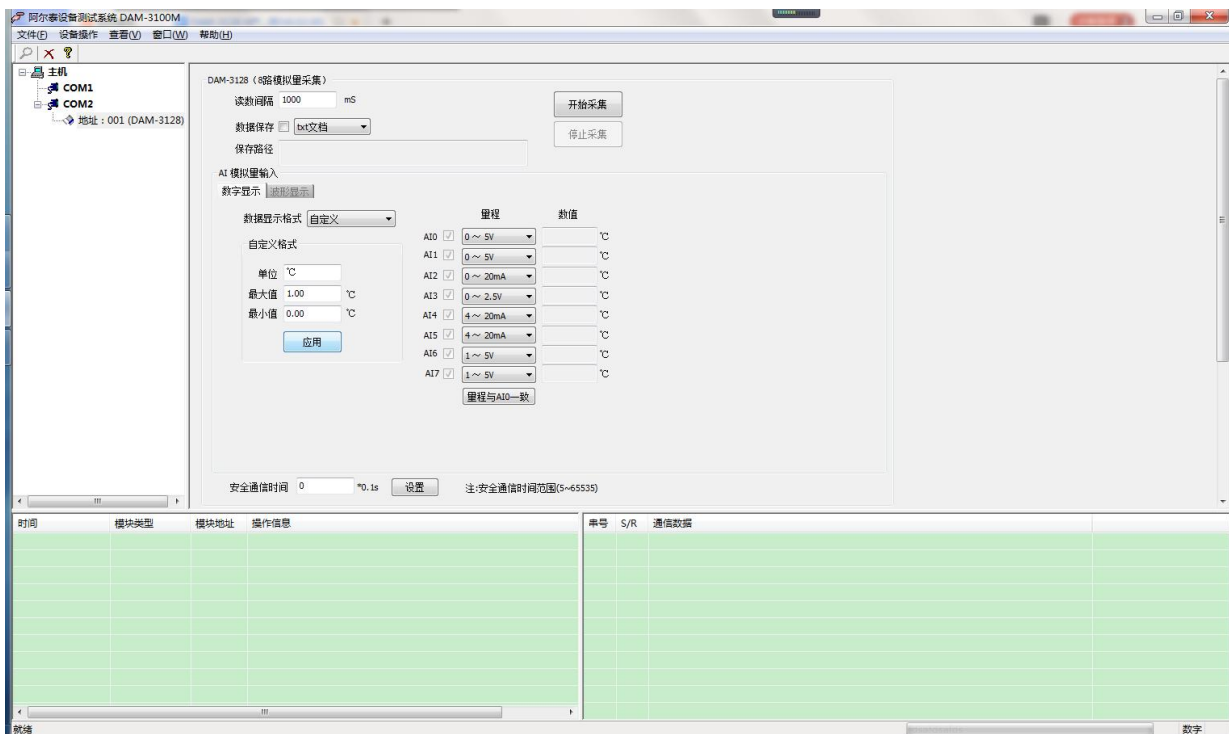 阿尔泰设备测试系统 DAM-3100M
文件(F) 设备操作 查看(V) 窗口(W) 帮助(H)
主机
COM1
COM2
地址：001 (DAM-3128)
DAM-3128（8路模拟量采集）
读数间隔 1000 mS
开始采集
数据保存 txt文档
停止采集
保存路径
AI 模拟量输入
数字显示 波形显示
数据显示格式 自定义
量程 数值
自定义格式
AI0 0～ 5V ℃
AI1 0～ 5V ℃
单位 ℃
AI2 0～ 20mA ℃
最大值 1.00 ℃
AI3 0～ 2.5V ℃
最小值 0.00 ℃
AI4 4～ 20mA ℃
应用
AI5 4～ 20mA ℃
AI6 1～ 5V ℃
AI7 1～ 5V ℃
量程与AI0一致
安全通信时间 0 *0.1s 设置 注:安全通信时间范围(5~65535)
时间 模块类型 模块地址 操作信息
串号 S/R 通信数据
就绪 数字